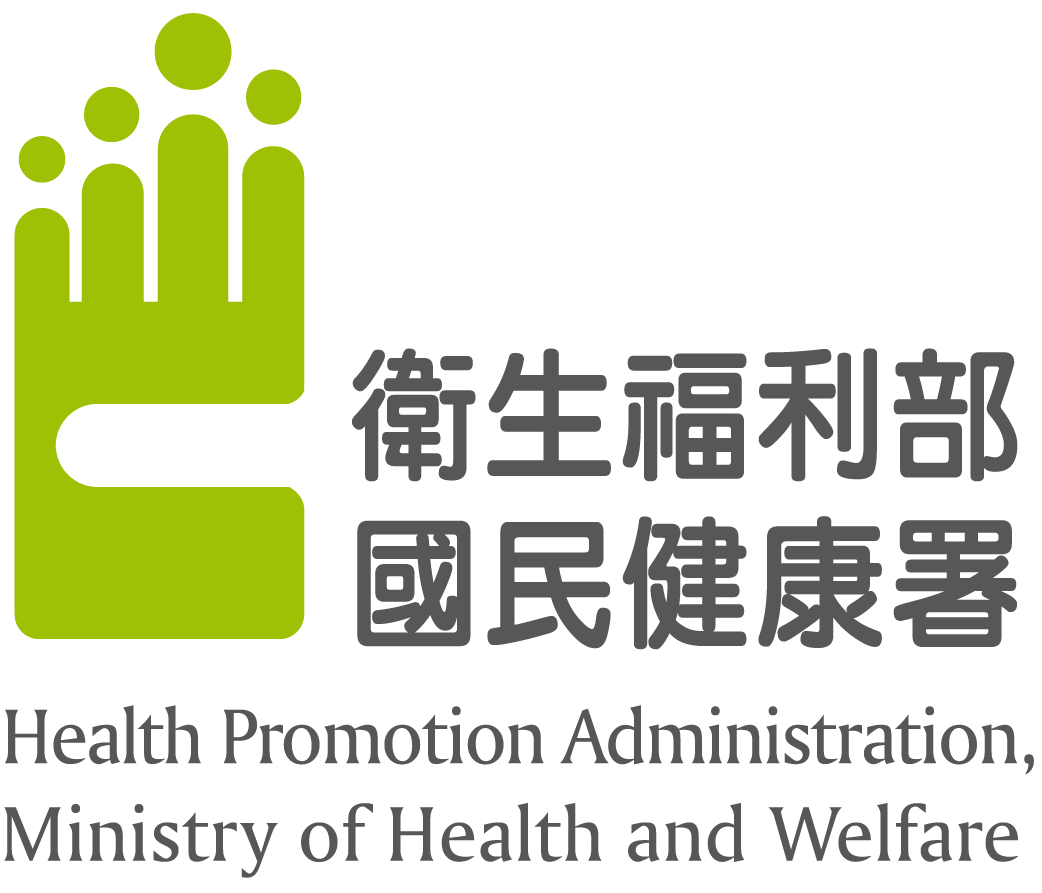 衛生福利部
國民健康署
Health Promotion Administration,
Ministry of Health and Welfare